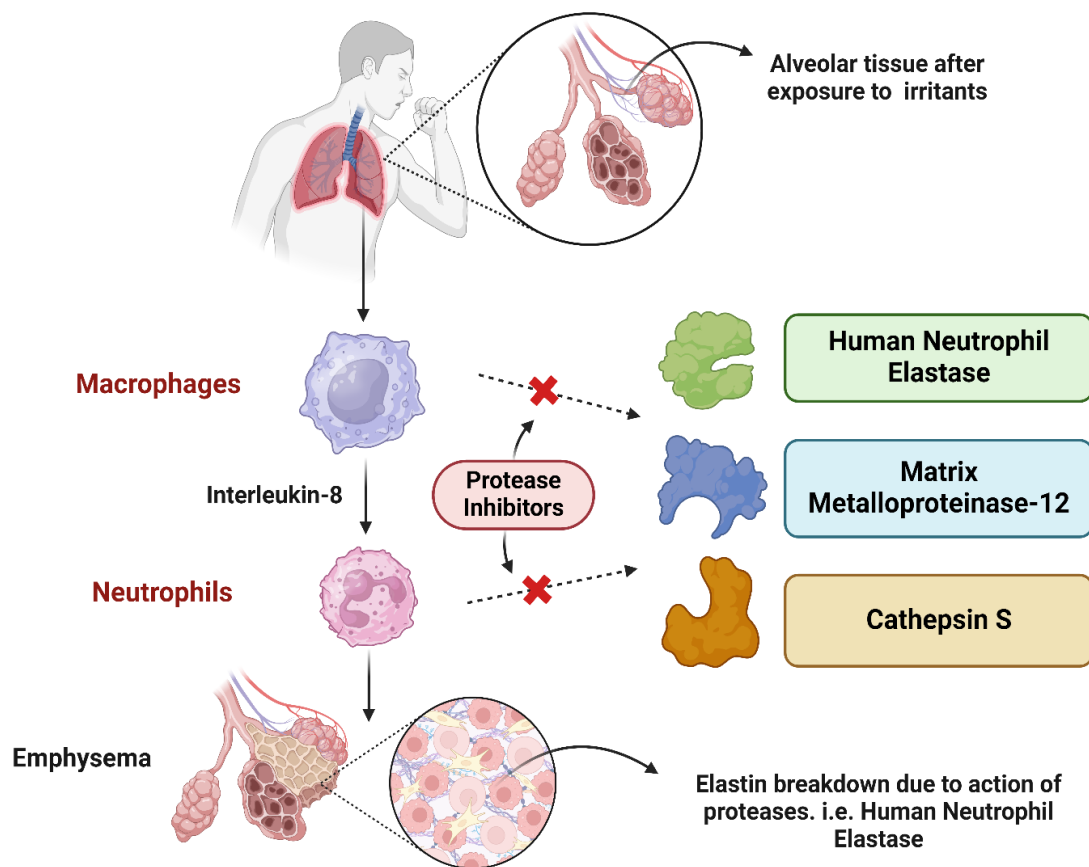 Alveolar tissue after
exposure to irritants
Human Neutrophil
Elastase
Macrophages
Matrix
Metalloproteinase-12
Interleukin-8
Protease
Inhibitors
Neutrophils
Cathepsin S
Emphysema
Elastin breakdown due to action of
proteases. i.e. Human Neutrophil
Elastase